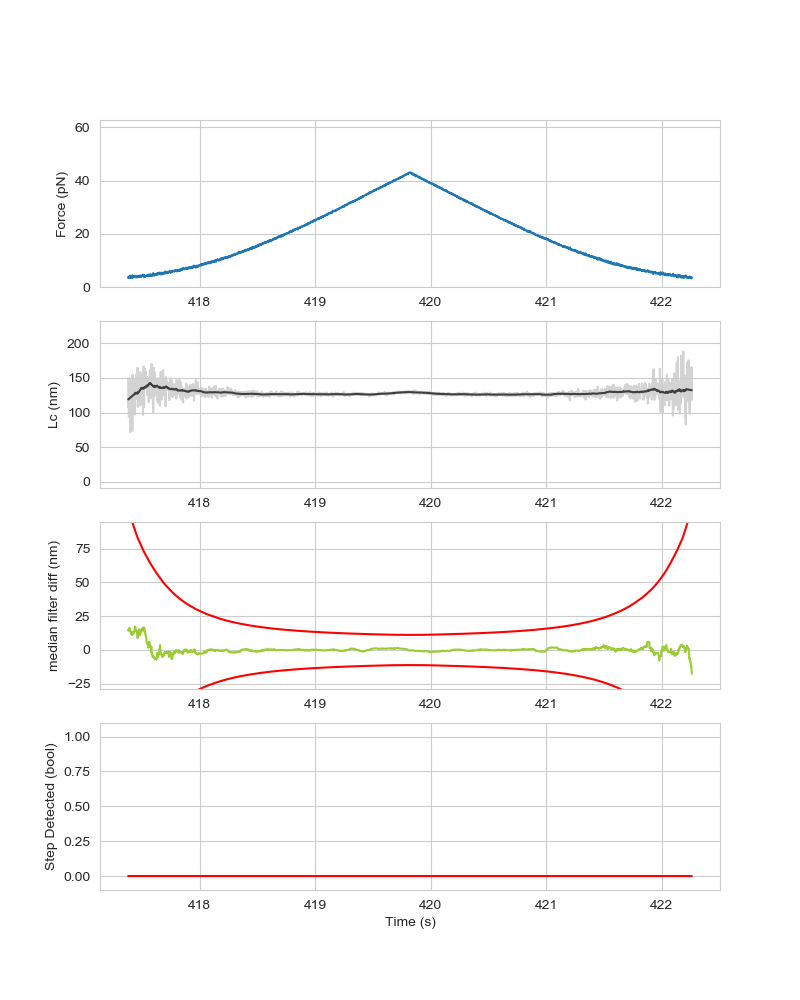 60
40
20
0
Force (pN)
418 419 420 421 422
200
150
100
50
0
Lc (nm)
418 419 420 421 422
75
50
25
0
−25
median filter diff (nm)
418 419 420 421 422
1.00
0.75
0.50
0.25
0.00
Step Detected (bool)
418 419 420 421 422
Time (s)